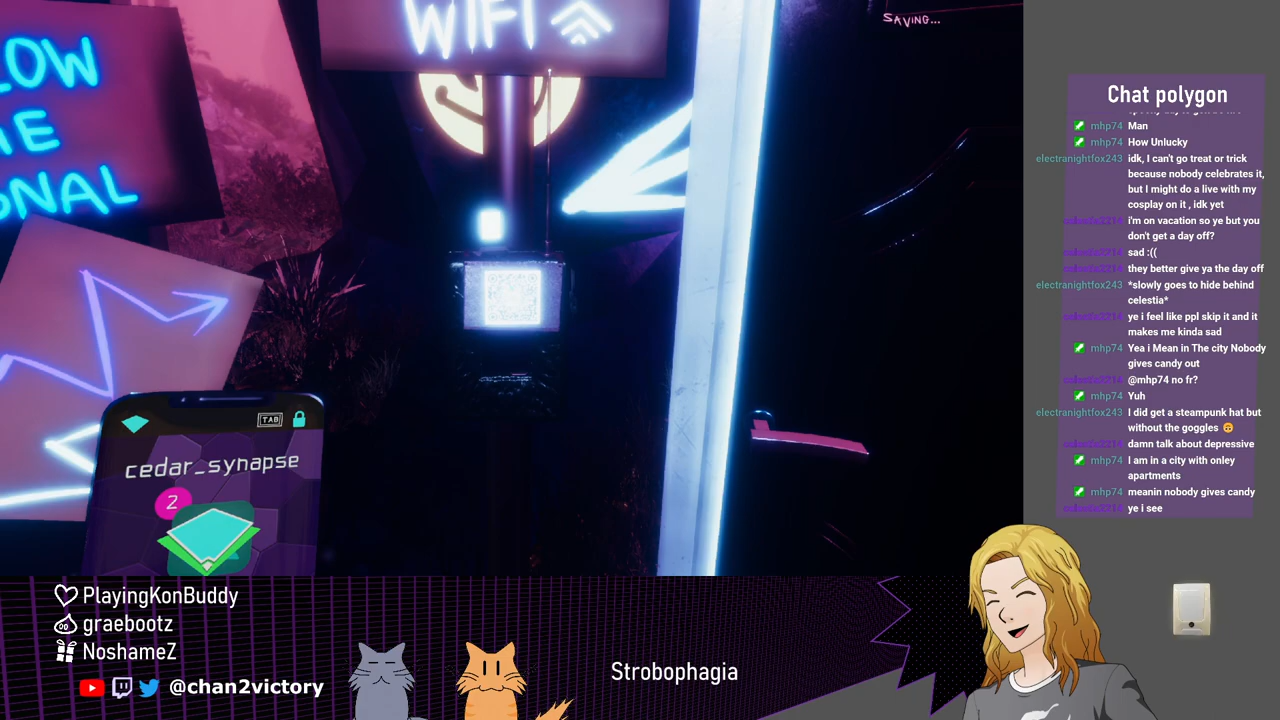 WIFI
SAVING...
LOW
TAB
cedar_synapse
2
Chat polygon
mhp74 Man
mhp74 How Unlucky
electranightfox243 idk, I can't go treat or trick
because nobody celebrates it,
but I might do a live with my
cosplay on it , idk yet
i'm on vacation so ye but you
don't get a day off?
sad :((
they better give ya the day off
electranightfox243 *slowly goes to hide behind
celestia*
ye i feel like ppl skip it and it
makes me kinda sad
mhp74 Yea i Mean in The city Nobody
gives candy out
@mhp74 no fr?
mhp74 Yuh
electranightfox243 I did get a steampunk hat but
without the goggles 🙃
damn talk about depressive
mhp74 I am in a city with onley
apartments
mhp74 meanin nobody gives candy
ye i see
PlayingKonBuddy
graebootz
NoshameZ
@chan2victory
Strobophagia